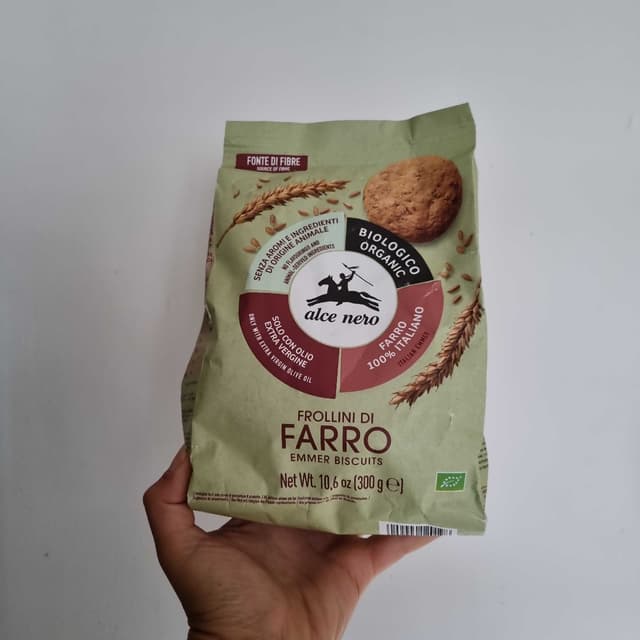 FONTE DI FIBRE
SOURCE OF FIBRE
SENZA AROMI E INGREDIENTI
DI ORIGINE ANIMALE
NO FLAVOURINGS AND
ANIMAL-DERIVED INGREDIENTS
BIOLOGICO
ORGANIC
alce nero
SOLO CON OLIO
EXTRA VERGINE
ONLY WITH EXTRA VIRGIN OLIVE OIL
FARRO
100% ITALIANO
ITALIAN EMMER
FROLLINI DI
FARRO
EMMER BISCUITS
Net Wt. 10,6 oz (300 g ℮)